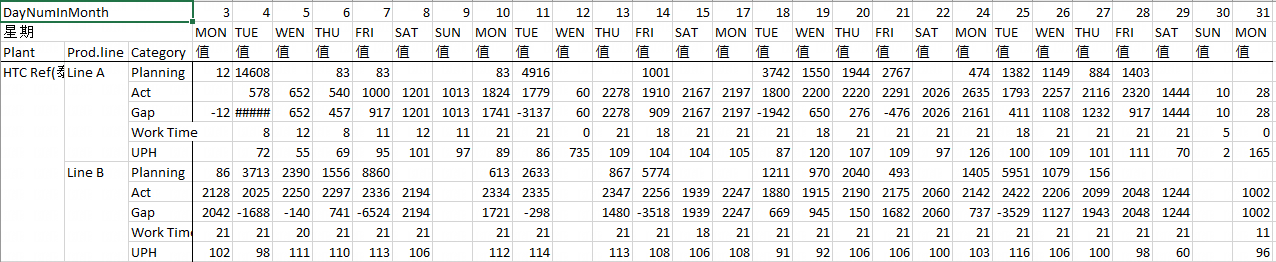 DayNumInMonth 3 4 5 6 7 8 9 10 11 12 13 14 15 17 18 19 20 21 22 24 25 26 27 28 29 30 31
星期 MON TUE WEN THU FRI SAT SUN MON TUE WEN THU FRI SAT MON TUE WEN THU FRI SAT MON TUE WEN THU FRI SAT SUN MON
Plant Prod.line Category 值 值 值 值 值 值 值 值 值 值 值 值 值 值 值 值 值 值 值 值 值 值 值 值 值 值 值
HTC Ref( Line A Planning 12 14608 83 83 83 4916 1001 3742 1550 1944 2767 474 1382 1149 884 1403
Act 578 652 540 1000 1201 1013 1824 1779 60 2278 1910 2167 2197 1800 2200 2220 2291 2026 2635 1793 2257 2116 2320 1444 10 28
Gap -12 ##### 652 457 917 1201 1013 1741 -3137 60 2278 909 2167 2197 -1942 650 276 -476 2026 2161 411 1108 1232 917 1444 10 28
Work Time 8 12 8 11 12 11 21 21 0 21 18 21 21 21 18 21 21 21 21 18 21 21 21 21 5 0
UPH 72 55 69 95 101 97 89 86 735 109 104 104 105 87 120 107 109 97 126 100 109 101 111 70 2 165
Line B Planning 86 3713 2390 1556 8860 613 2633 867 5774 1211 970 2040 493 1405 5951 1079 156
Act 2128 2025 2250 2297 2336 2194 2334 2335 2347 2256 1939 2247 1880 1915 2190 2175 2060 2142 2422 2206 2099 2048 1244 1002
Gap 2042 -1688 -140 741 -6524 2194 1721 -298 1480 -3518 1939 2247 669 945 150 1682 2060 737 -3529 1127 1943 2048 1244 1002
Work Time 21 21 20 21 21 21 21 21 21 21 18 21 21 21 21 21 21 21 21 21 21 21 21 11
UPH 102 98 111 110 113 106 112 114 113 108 106 108 91 92 106 106 100 103 116 106 100 98 60 96